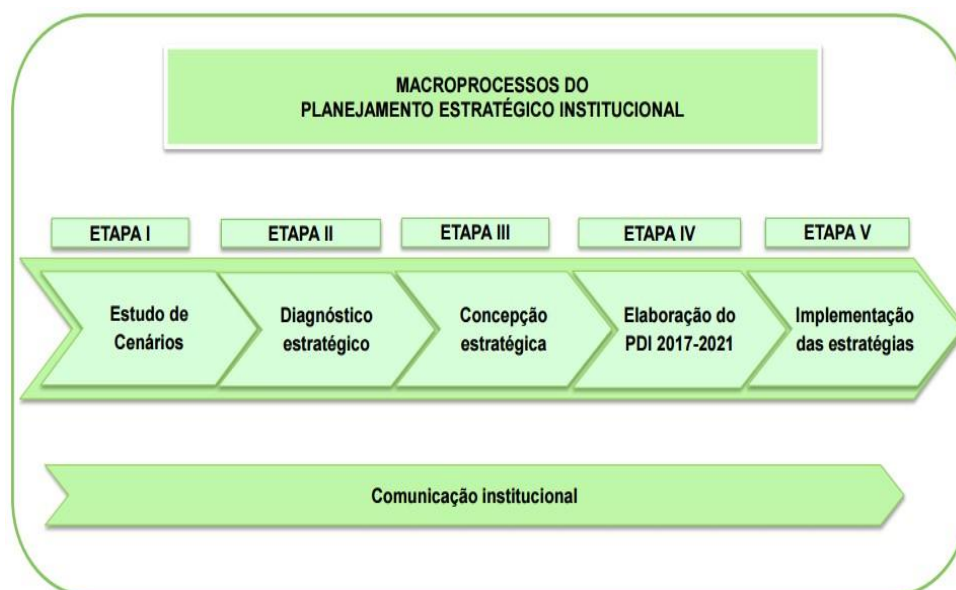 MACROPROCESSOS DO
PLANEJAMENTO ESTRATÉGICO INSTITUCIONAL
ETAPA I
ETAPA II
ETAPA III
ETAPA IV
ETAPA V
Estudo de
Cenários
Diagnóstico
estratégico
Concepção
estratégica
Elaboração do
PDI 2017-2021
Implementação
das estratégias
Comunicação institucional